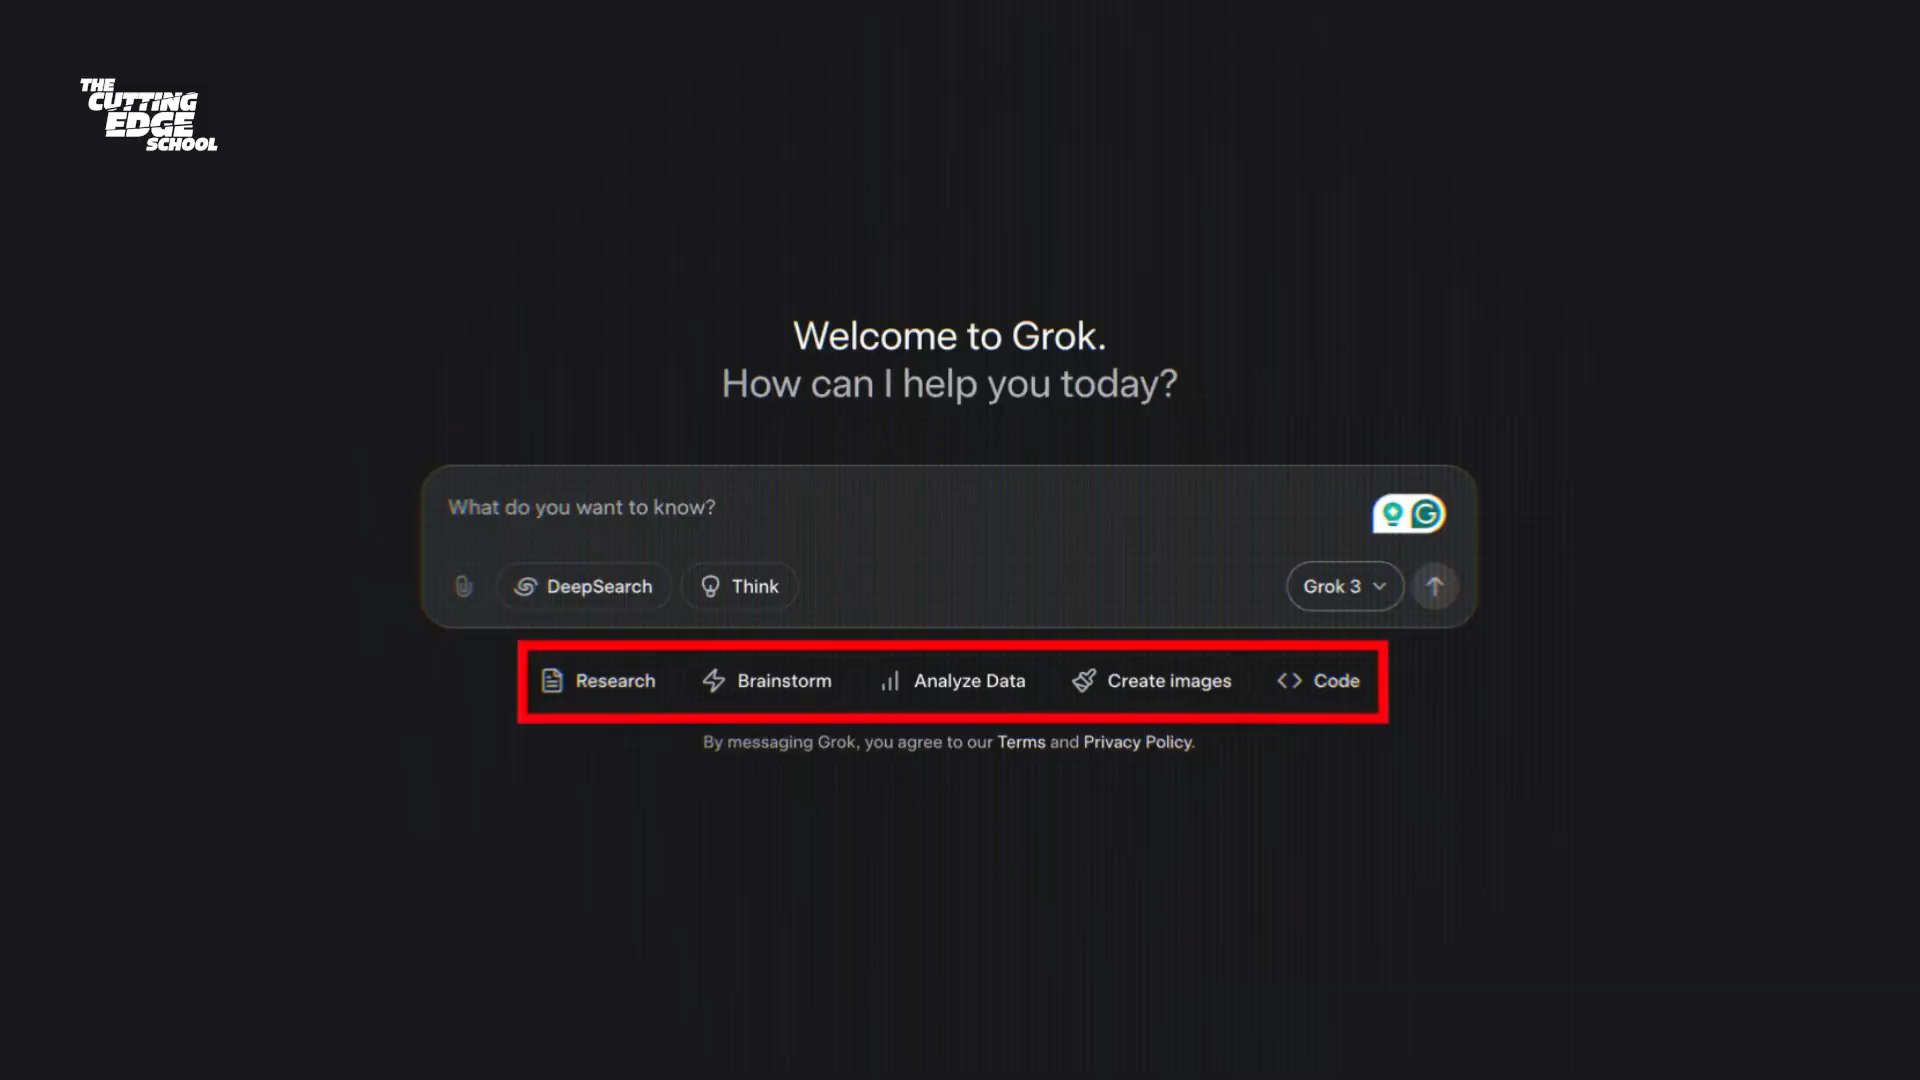 THE
CUTTING
EDGE
SCHOOL
Welcome to Grok.
How can I help you today?
What do you want to know?
DeepSearch Think Grok 3
Research Brainstorm Analyze Data Create images Code
By messaging Grok, you agree to our Terms and Privacy Policy.